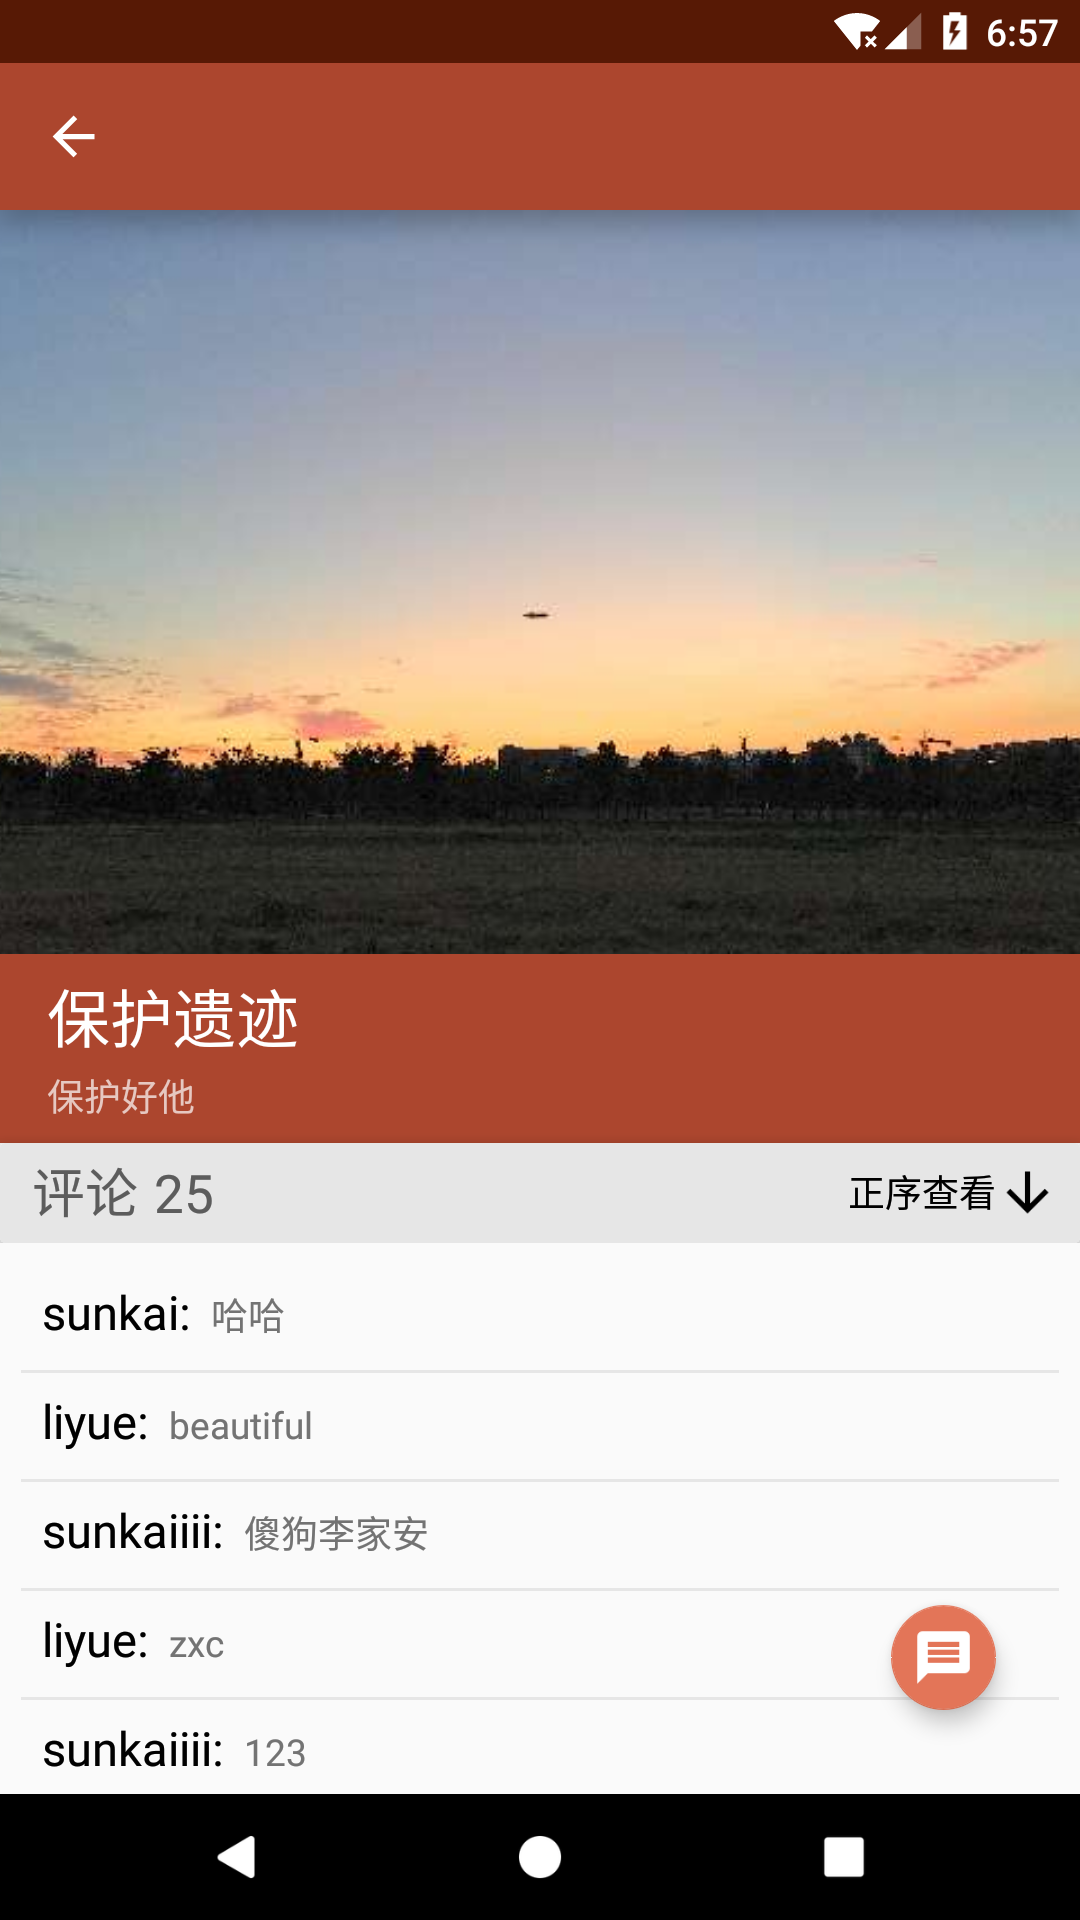 6:57
保护遗迹
保护好他
评论 25
正序查看
sunkai: 哈哈
liyue: beautiful
sunkaiiii: 傻狗李家安
liyue: zxc
sunkaiiii: 123